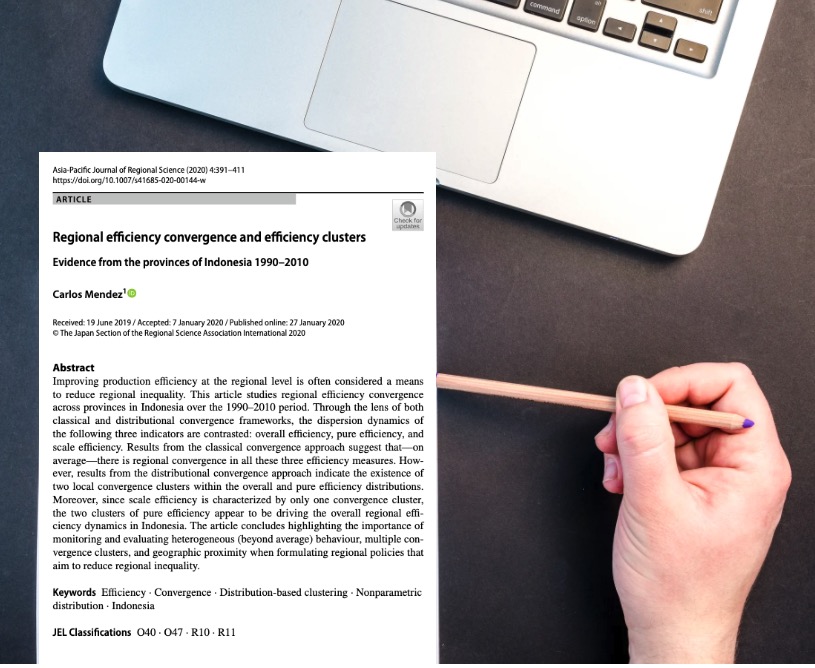 command
option
alt
shift
Asia-Pacific Journal of Regional Science (2020) 4:391–411
https://doi.org/10.1007/s41685-020-00144-w
ARTICLE
Check for
updates
Regional efficiency convergence and efficiency clusters
Evidence from the provinces of Indonesia 1990–2010
Carlos Mendez1 iD
Received: 19 June 2019 / Accepted: 7 January 2020 / Published online: 27 January 2020
© The Japan Section of the Regional Science Association International 2020
Abstract
Improving production efficiency at the regional level is often considered a means
to reduce regional inequality. This article studies regional efficiency convergence
across provinces in Indonesia over the 1990–2010 period. Through the lens of both
classical and distributional convergence frameworks, the dispersion dynamics of
the following three indicators are contrasted: overall efficiency, pure efficiency, and
scale efficiency. Results from the classical convergence approach suggest that—on
average—there is regional convergence in all these three efficiency measures. How-
ever, results from the distributional convergence approach indicate the existence of
two local convergence clusters within the overall and pure efficiency distributions.
Moreover, since scale efficiency is characterized by only one convergence cluster,
the two clusters of pure efficiency appear to be driving the overall regional effi-
ciency dynamics in Indonesia. The article concludes highlighting the importance of
monitoring and evaluating heterogeneous (beyond average) behaviour, multiple con-
vergence clusters, and geographic proximity when formulating regional policies that
aim to reduce regional inequality.
Keywords Efficiency · Convergence · Distribution-based clustering · Nonparametric
distribution · Indonesia
JEL Classifications O40 · O47 · R10 · R11